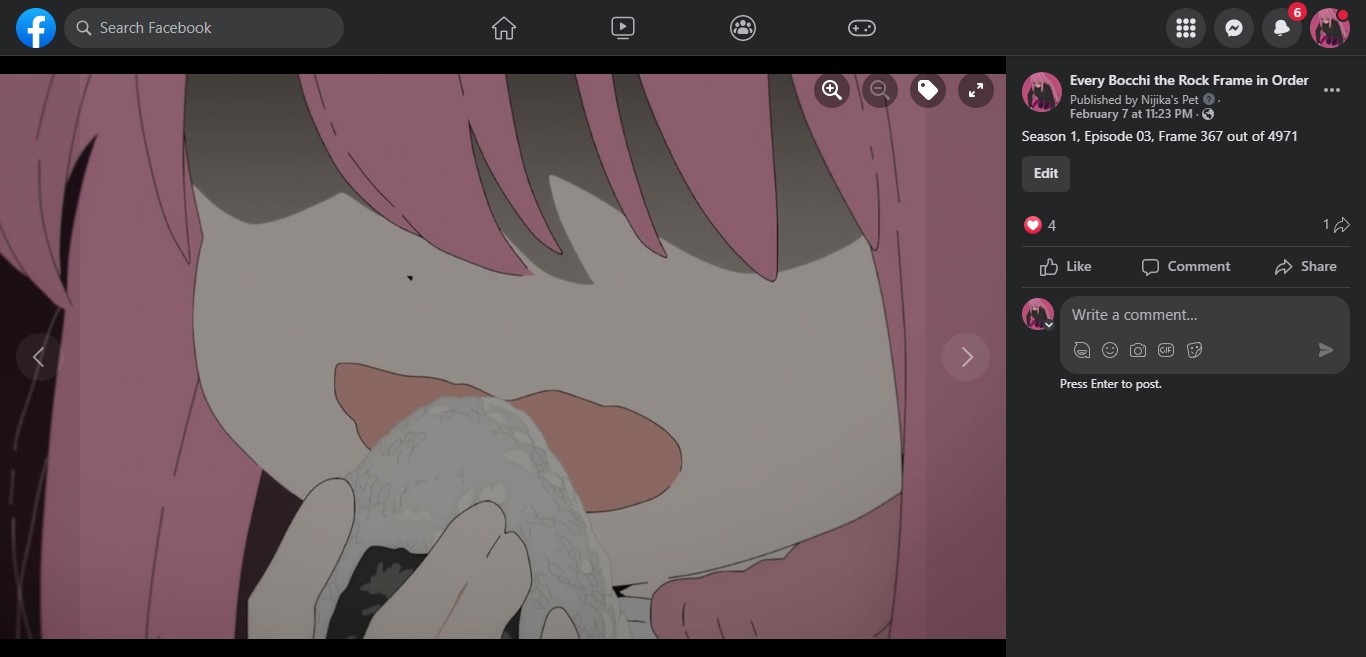 Search Facebook
6
Every Bocchi the Rock Frame in Order
Published by Nijika's Pet ·
February 7 at 11:23 PM ·
Season 1, Episode 03, Frame 367 out of 4971
Edit
4
1
Like Comment Share
Write a comment...
GIF
Press Enter to post.